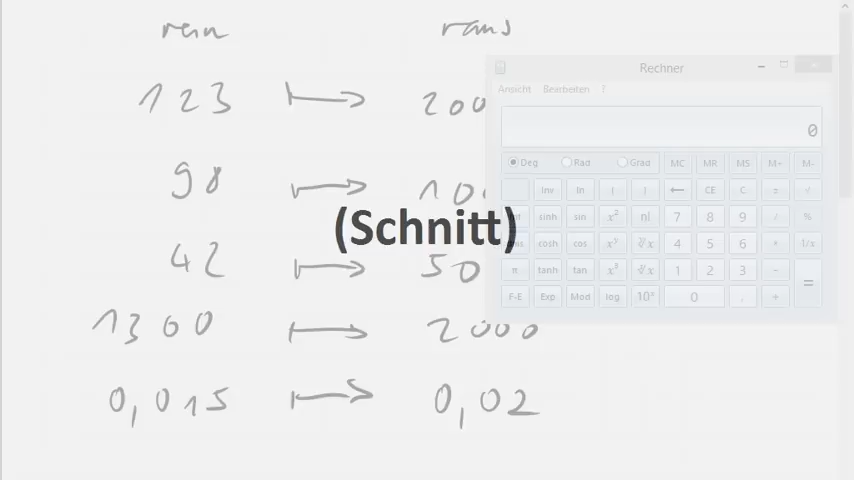 rein raus
123 ↦ 200
98 ↦ 100
(Schnitt)
42 ↦ 50
1300 ↦ 2000
0,015 ↦ 0,02
Rechner
Ansicht Bearbeiten ?
0
Deg Rad Grad MC MR MS M+ M-
Inv ln ( ) ← CE C ± √
sinh sin x² n! 7 8 9 / %
cosh cos 4 5 6 * 1/x
π tanh tan x³ 1 2 3 - =
F-E Exp Mod log 10ˣ 0 , +